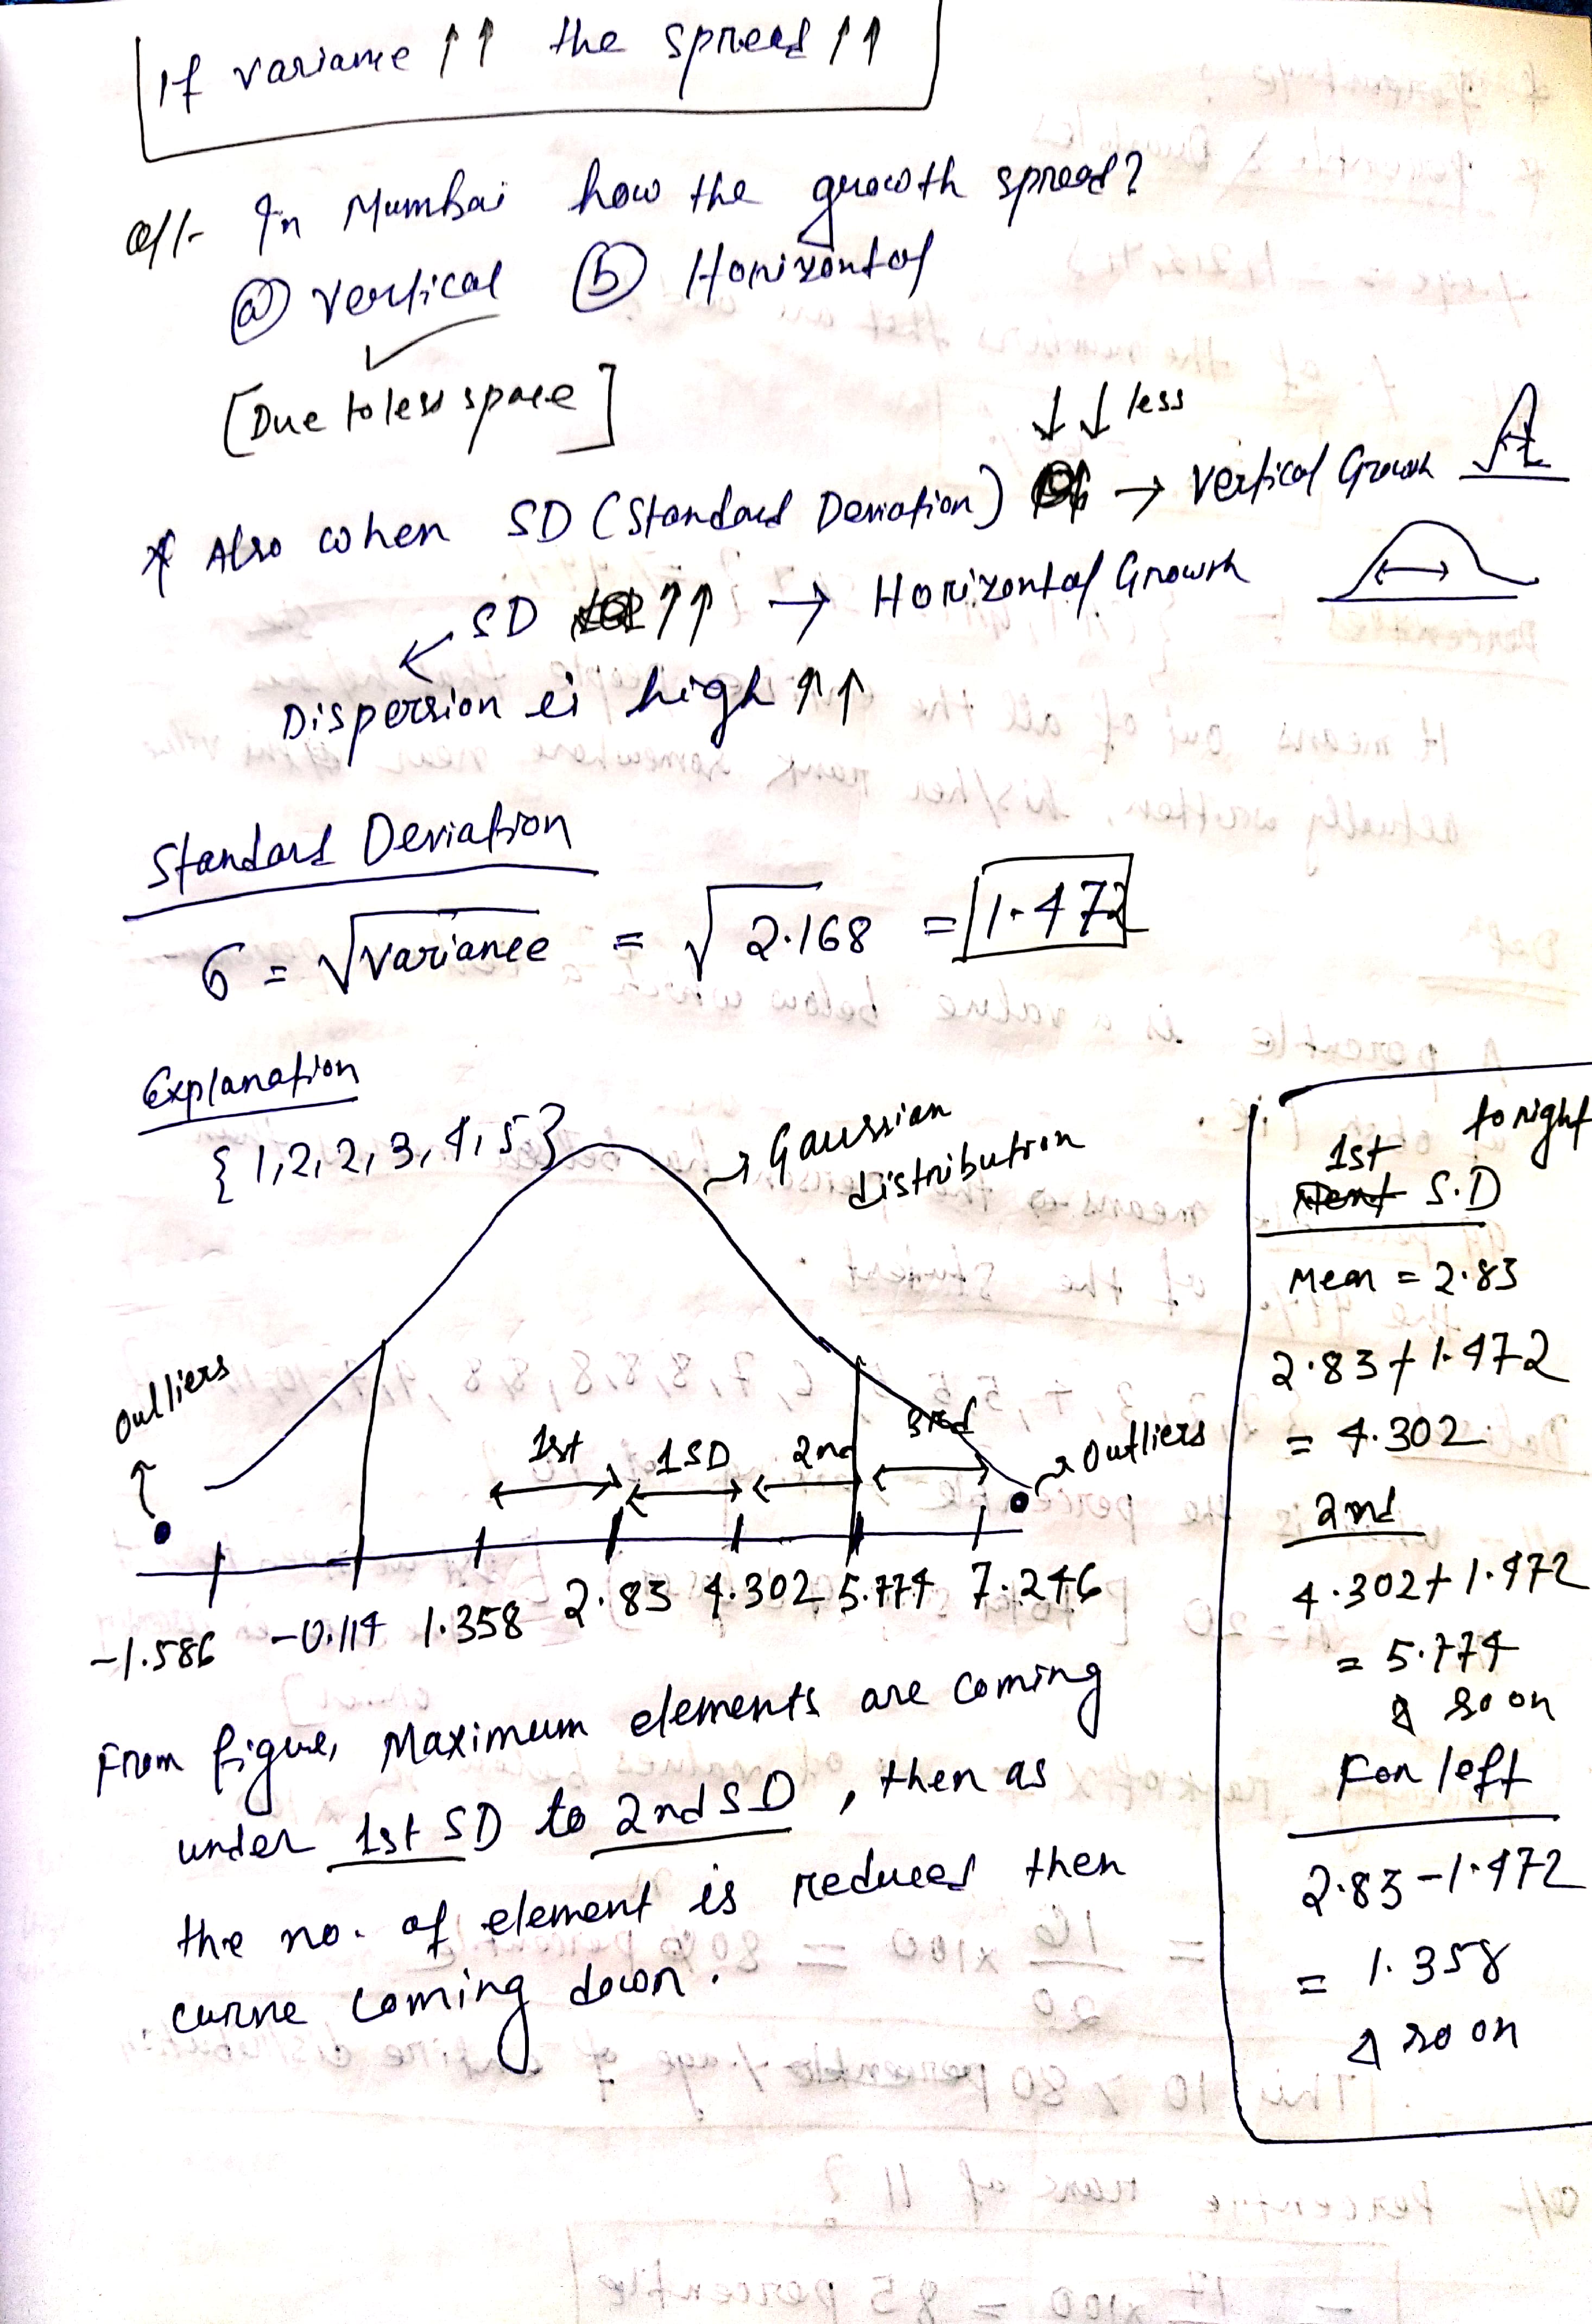 If variance ↑↑ the spread ↑↑
Q// In Mumbai how the growth spread?
(a) Vertical (b) Horizontal
✓
[Due to less space]
↓↓ less
* Also when SD (Standard Deviation) → Vertical Growth
SD ↑↑ → Horizontal Growth
Dispersion is high ↑↑
Standard Deviation
σ = √variance = √2.168 = 1.472
Explanation
{1,2,2,3,4,5}
→ Gaussian
distribution
Outliers
1st 1SD 2nd 3rd
Outliers
-1.586 -0.114 1.358 2.83 4.302 5.774 7.246
From figure, Maximum elements are coming
under 1st SD to 2nd SD, then as
the no. of element is reduced then
curve coming down.
to right
1st
S.D
Mean = 2.83
2.83 + 1.472
= 4.302
2nd
4.302 + 1.472
= 5.774
& so on
For left
2.83 - 1.472
= 1.358
& so on